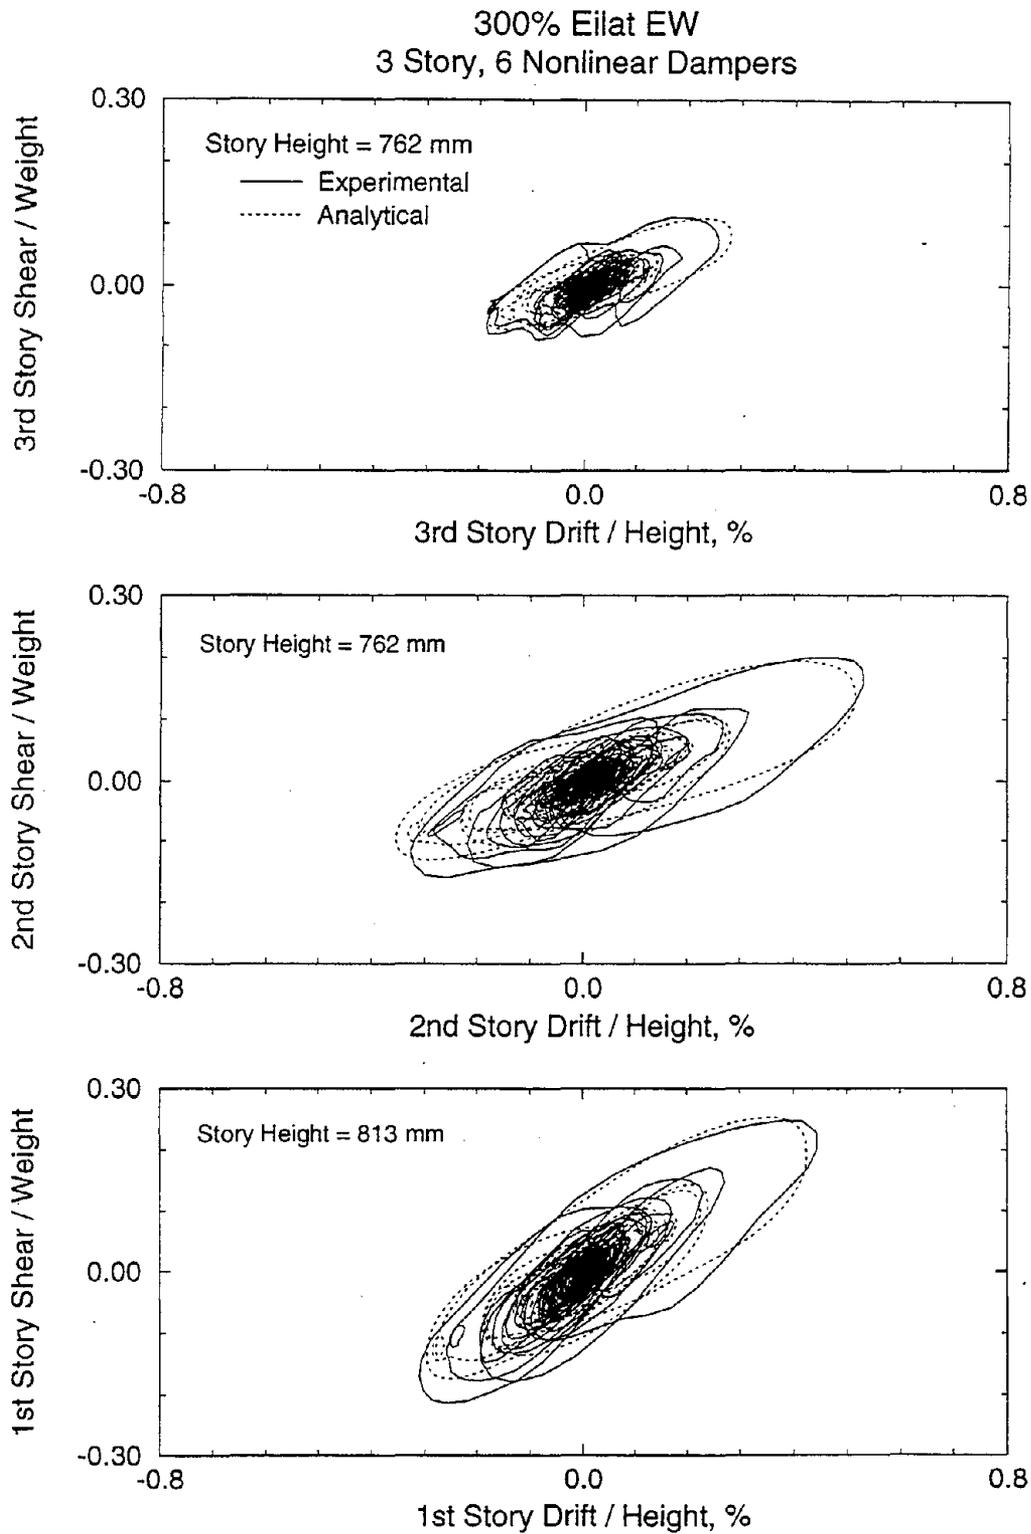 300% Eilat EW
3 Story, 6 Nonlinear Dampers
3rd Story Shear / Weight
0.30
0.00
-0.30
Story Height = 762 mm
Experimental
Analytical
-0.8
0.0
0.8
3rd Story Drift / Height, %
2nd Story Shear / Weight
0.30
0.00
-0.30
Story Height = 762 mm
-0.8
0.0
0.8
2nd Story Drift / Height, %
1st Story Shear / Weight
0.30
0.00
-0.30
Story Height = 813 mm
-0.8
0.0
0.8
1st Story Drift / Height, %